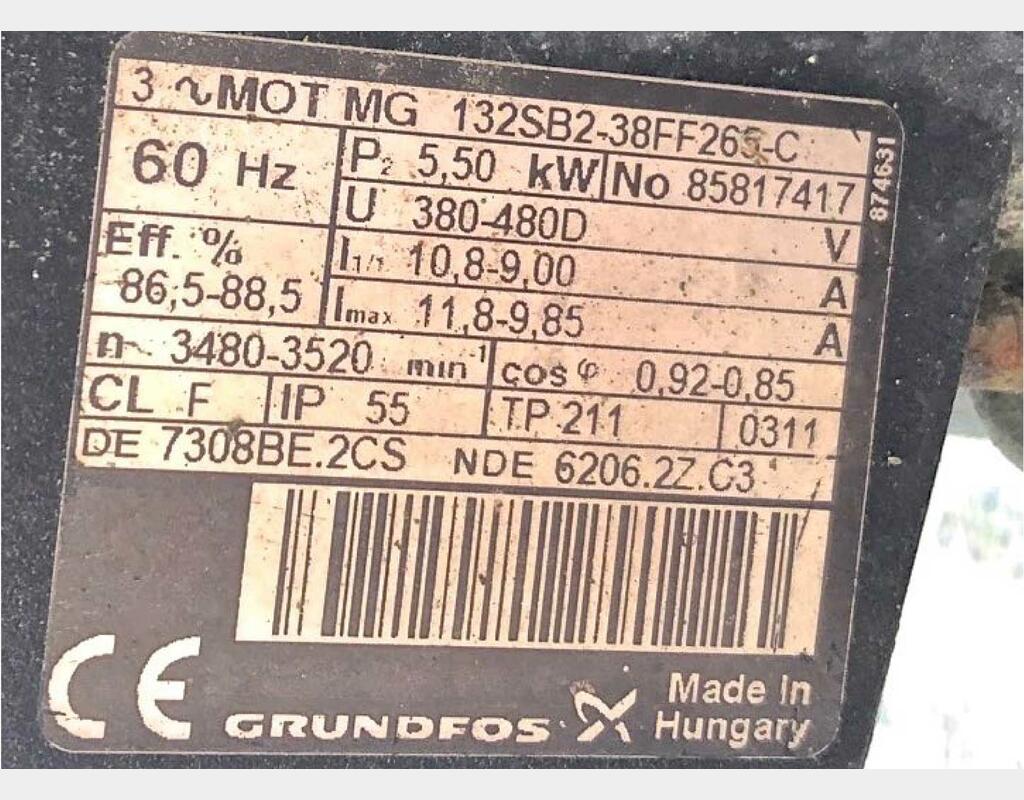 3 ~ MOT MG 132SB2-38FF265-C
60 Hz
P2 5,50 kW No 85817417
U 380-480D V
Eff. %
86,5-88,5
I1/1 10,8-9,00 A
Imax 11,8-9,85 A
n 3480-3520 min-1 cos φ 0,92-0,85
CL F IP 55 TP 211 0311
DE 7308BE.2CS NDE 6206.2Z.C3
874631
CE GRUNDFOS
Made In
Hungary